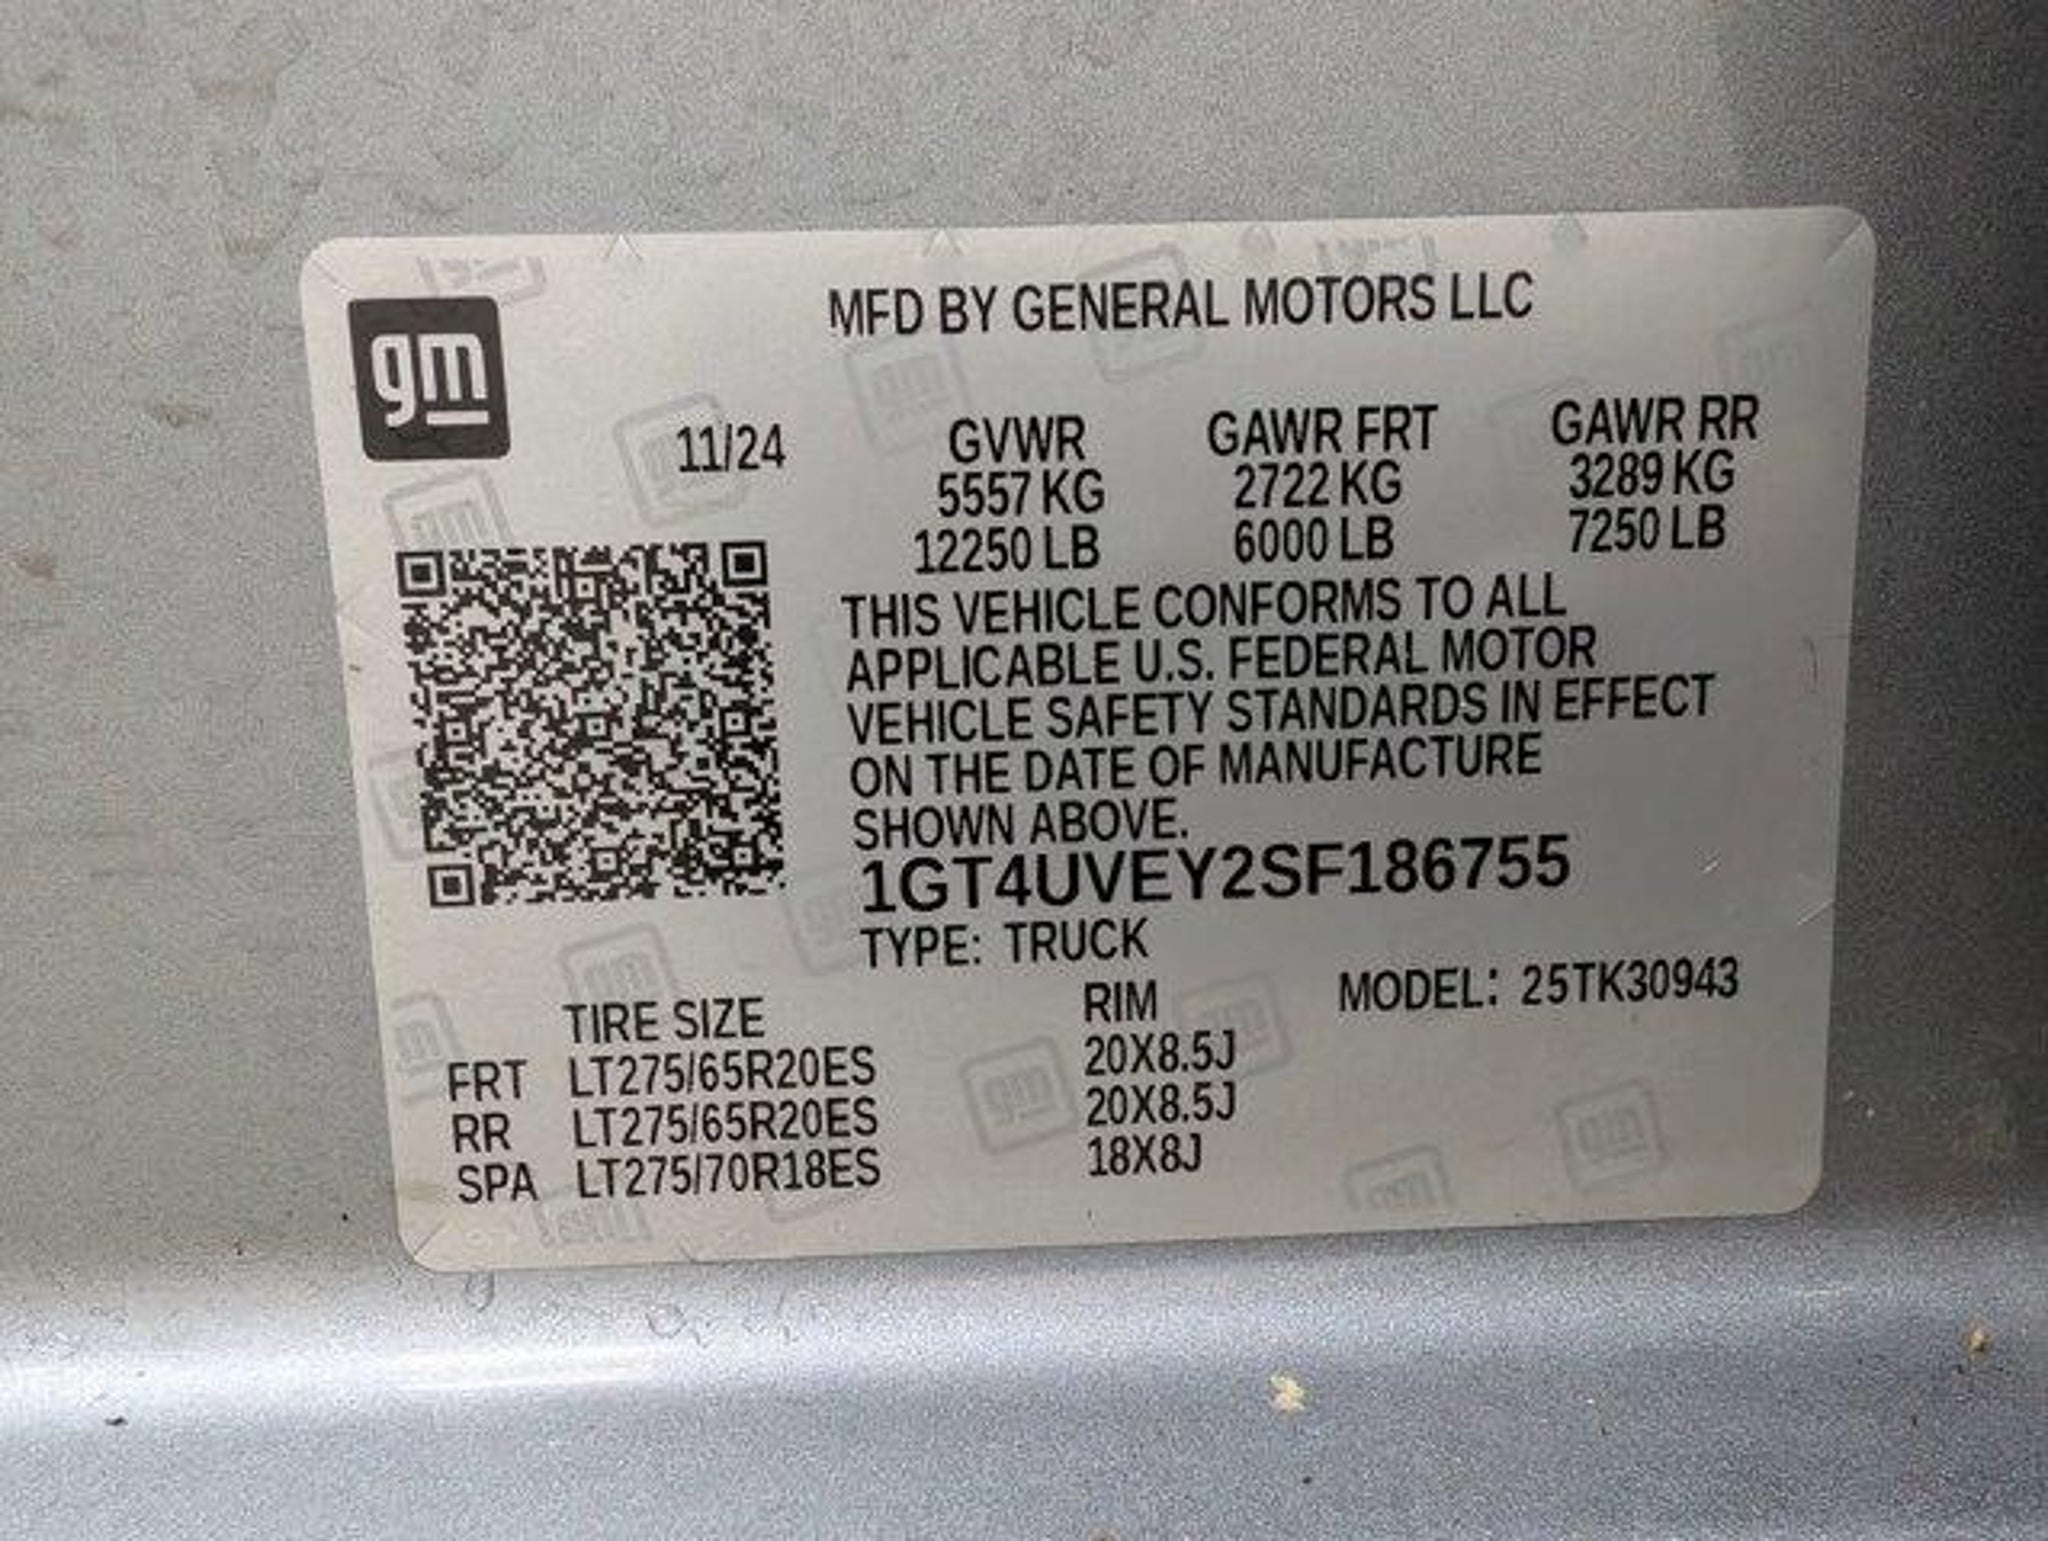 gm
MFD BY GENERAL MOTORS LLC
11/24 GVWR GAWR FRT GAWR RR
5557 KG 2722 KG 3289 KG
12250 LB 6000 LB 7250 LB
THIS VEHICLE CONFORMS TO ALL
APPLICABLE U.S. FEDERAL MOTOR
VEHICLE SAFETY STANDARDS IN EFFECT
ON THE DATE OF MANUFACTURE
SHOWN ABOVE.
1GT4UVEY2SF186755
TYPE: TRUCK
TIRE SIZE RIM MODEL: 25TK30943
FRT LT275/65R20ES 20X8.5J
RR LT275/65R20ES 20X8.5J
SPA LT275/70R18ES 18X8J